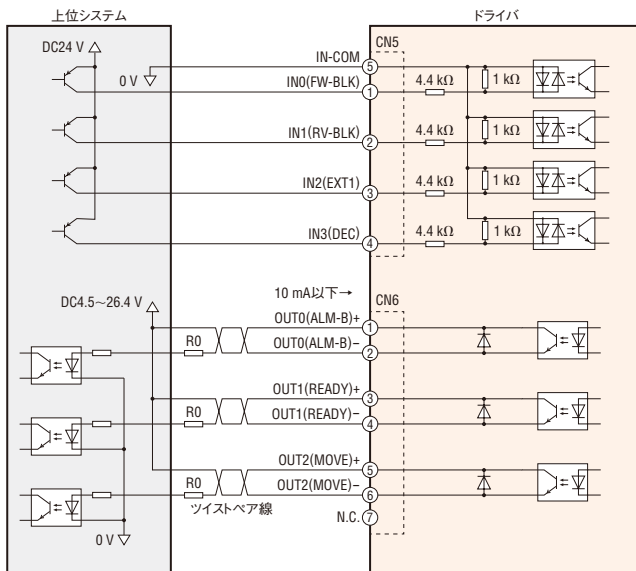 上位システム
ドライバ
DC24 V
CN5
IN-COM
5
0 V
IN0(FW-BLK)
1
4.4 kΩ
1 kΩ
IN1(RV-BLK)
2
4.4 kΩ
1 kΩ
IN2(EXT1)
3
4.4 kΩ
1 kΩ
IN3(DEC)
4
4.4 kΩ
1 kΩ
10 mA以下→
DC4.5~26.4 V
CN6
OUT0(ALM-B)+
1
R0
OUT0(ALM-B)−
2
OUT1(READY)+
3
R0
OUT1(READY)−
4
OUT2(MOVE)+
5
R0
OUT2(MOVE)−
6
ツイストペア線
N.C.
7
0 V